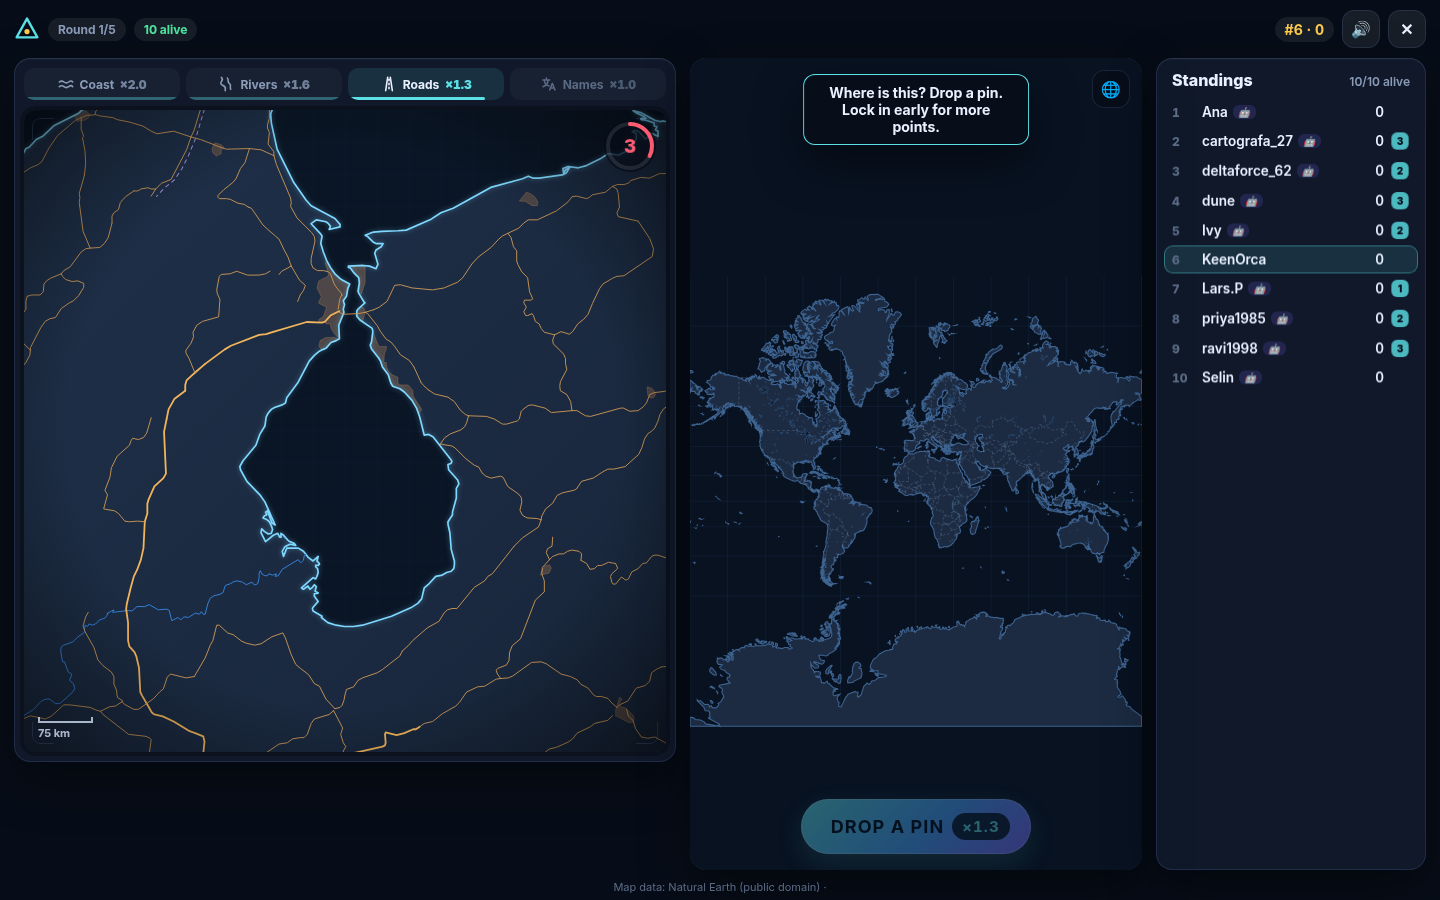 Round 1/5
10 alive
#6 · 0
Coast ×2.0
Rivers ×1.6
Roads ×1.3
Names ×1.0
3
75 km
Where is this? Drop a pin.
Lock in early for more
points.
DROP A PIN ×1.3
Standings 10/10 alive
1 Ana 0
2 cartografa_27 0 3
3 deltaforce_62 0 2
4 dune 0 3
5 Ivy 0 2
6 KeenOrca 0
7 Lars.P 0 1
8 priya1985 0 2
9 ravi1998 0 3
10 Selin 0
Map data: Natural Earth (public domain) ·